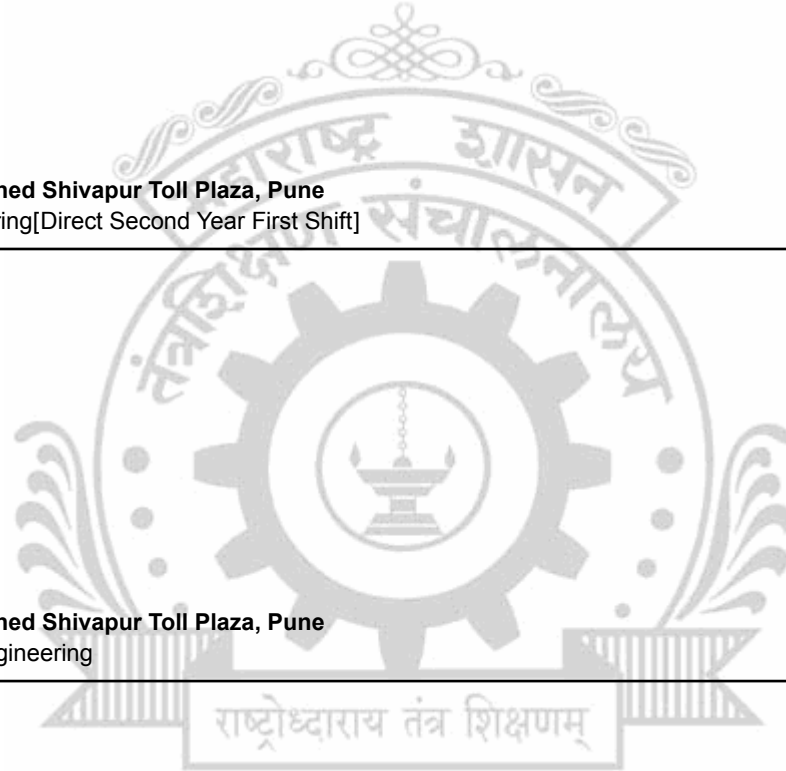 महाराष्ट्र शासन
तंत्रशिक्षण संचालनालय
ned Shivapur Toll Plaza, Pune
ring[Direct Second Year First Shift]
ned Shivapur Toll Plaza, Pune
gineering
राष्ट्रोध्दाराय तंत्र शिक्षणम्